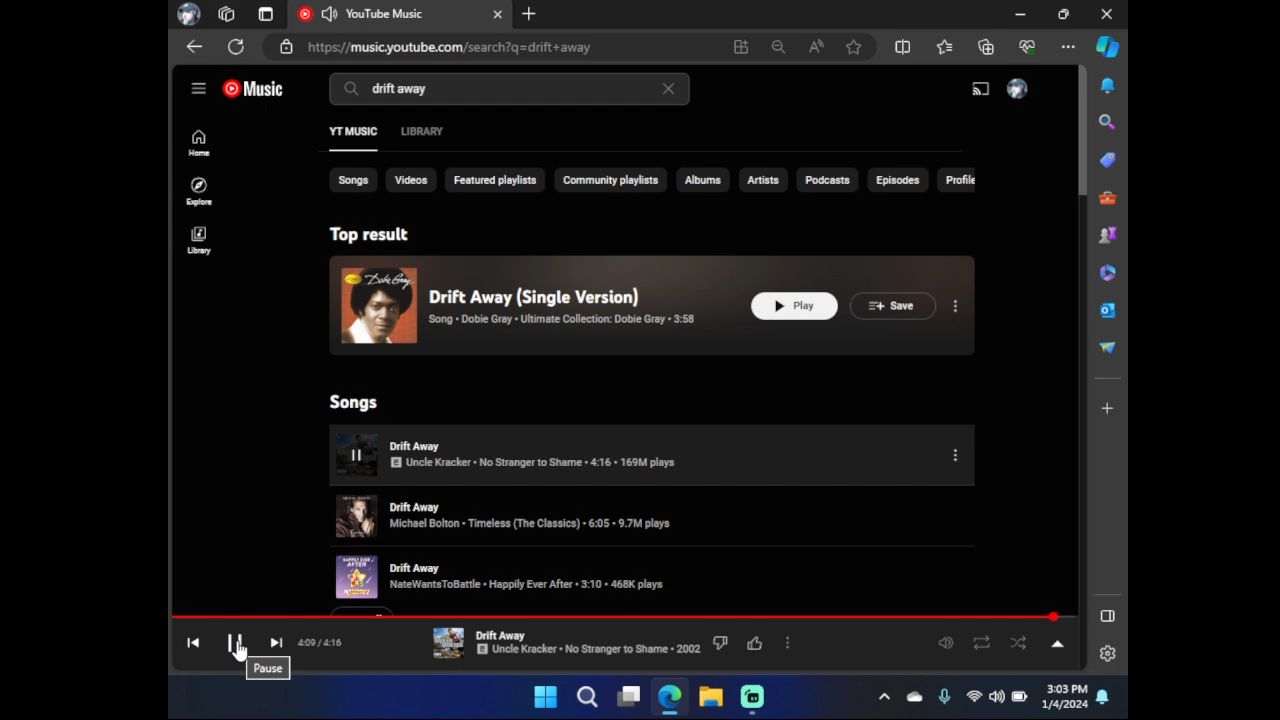 YouTube Music
https://music.youtube.com/search?q=drift+away
Music
drift away
YT MUSIC LIBRARY
Home
Explore
Library
Songs Videos Featured playlists Community playlists Albums Artists Podcasts Episodes Profile
Top result
Dobie Gray
Drift Away (Single Version)
Song • Dobie Gray • Ultimate Collection: Dobie Gray • 3:58
Play Save
Songs
Drift Away
E Uncle Kracker • No Stranger to Shame • 4:16 • 169M plays
Drift Away
Michael Bolton • Timeless (The Classics) • 6:05 • 9.7M plays
HAPPILY EVER
AFTER
Drift Away
NateWantsToBattle • Happily Ever After • 3:10 • 468K plays
4:09 / 4:16
Drift Away
E Uncle Kracker • No Stranger to Shame • 2002
Pause
3:03 PM
1/4/2024